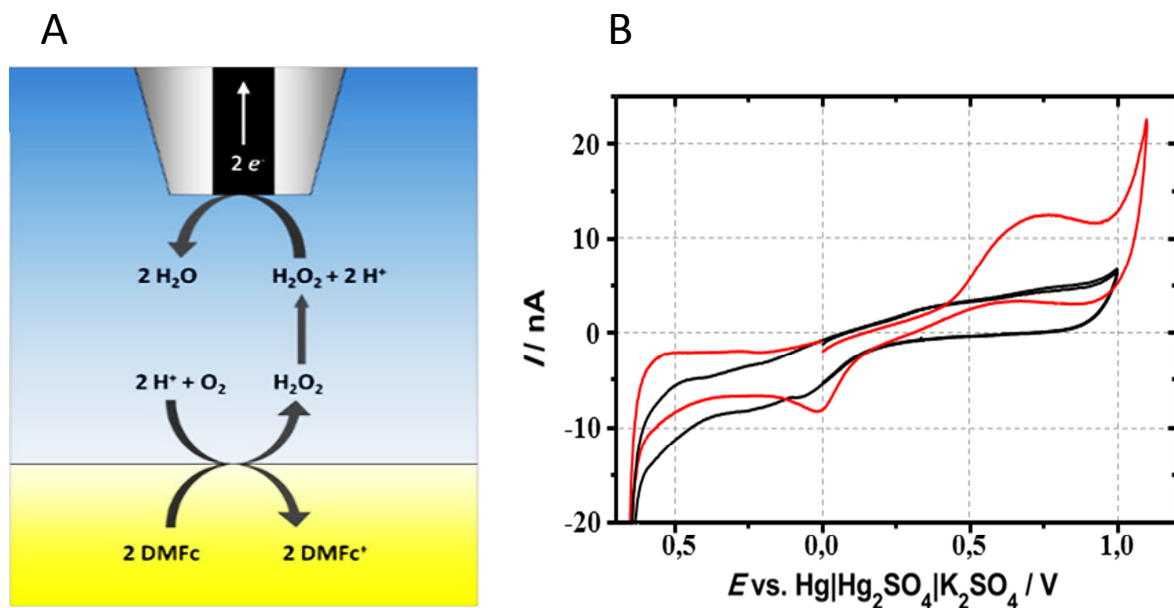 A
B
2 e⁻
2 H₂O
H₂O₂ + 2 H⁺
2 H⁺ + O₂
H₂O₂
2 DMFc
2 DMFc⁺
I / nA
20
10
0
-10
-20
0,5
0,0
0,5
1,0
E vs. Hg|Hg₂SO₄|K₂SO₄ / V